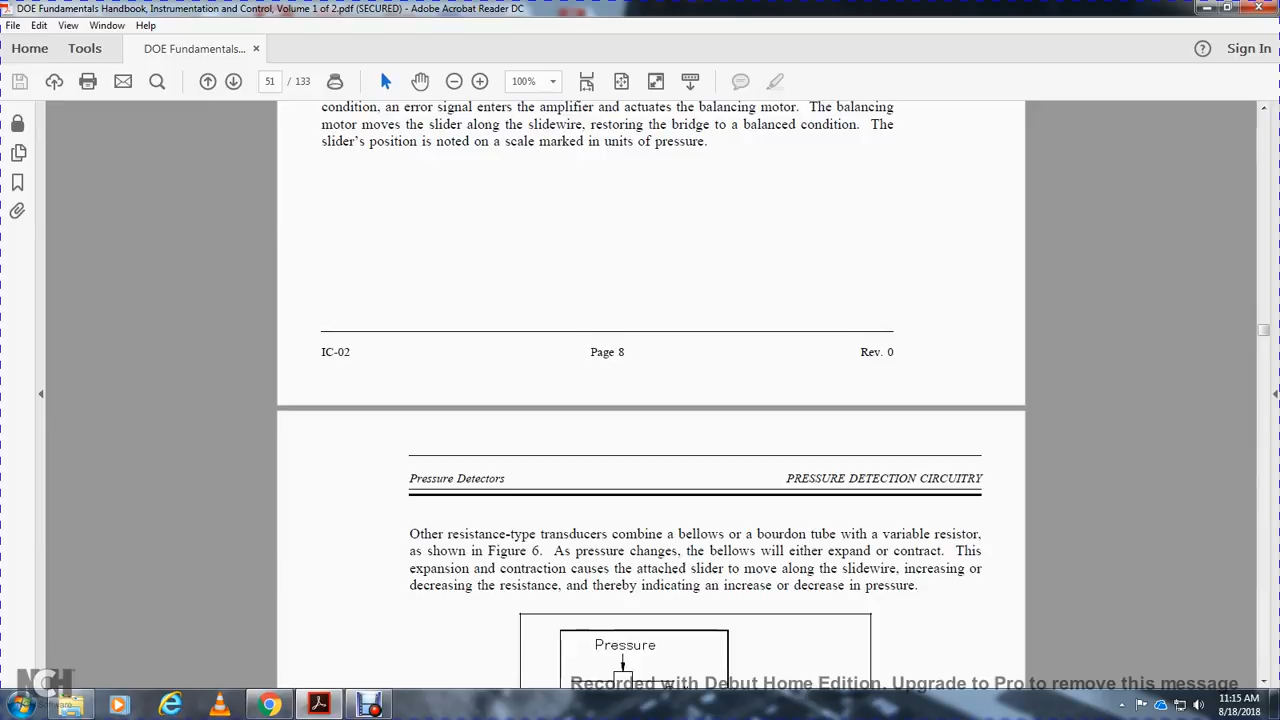 DOE Fundamentals Handbook, Instrumentation and Control, Volume 1 of 2.pdf (SECURED) - Adobe Acrobat Reader DC
File Edit View Window Help
Home Tools DOE Fundamentals... × Sign In
51 / 133 100%
condition, an error signal enters the amplifier and actuates the balancing motor. The balancing
motor moves the slider along the slidewire, restoring the bridge to a balanced condition. The
slider's position is noted on a scale marked in units of pressure.
IC-02 Page 8 Rev. 0
Pressure Detectors PRESSURE DETECTION CIRCUITRY
Other resistance-type transducers combine a bellows or a bourdon tube with a variable resistor,
as shown in Figure 6. As pressure changes, the bellows will either expand or contract. This
expansion and contraction causes the attached slider to move along the slidewire, increasing or
decreasing the resistance, and thereby indicating an increase or decrease in pressure.
Pressure
NCH
Software
Recorded with Debut Home Edition. Upgrade to Pro to remove this message
11:15 AM
8/18/2018